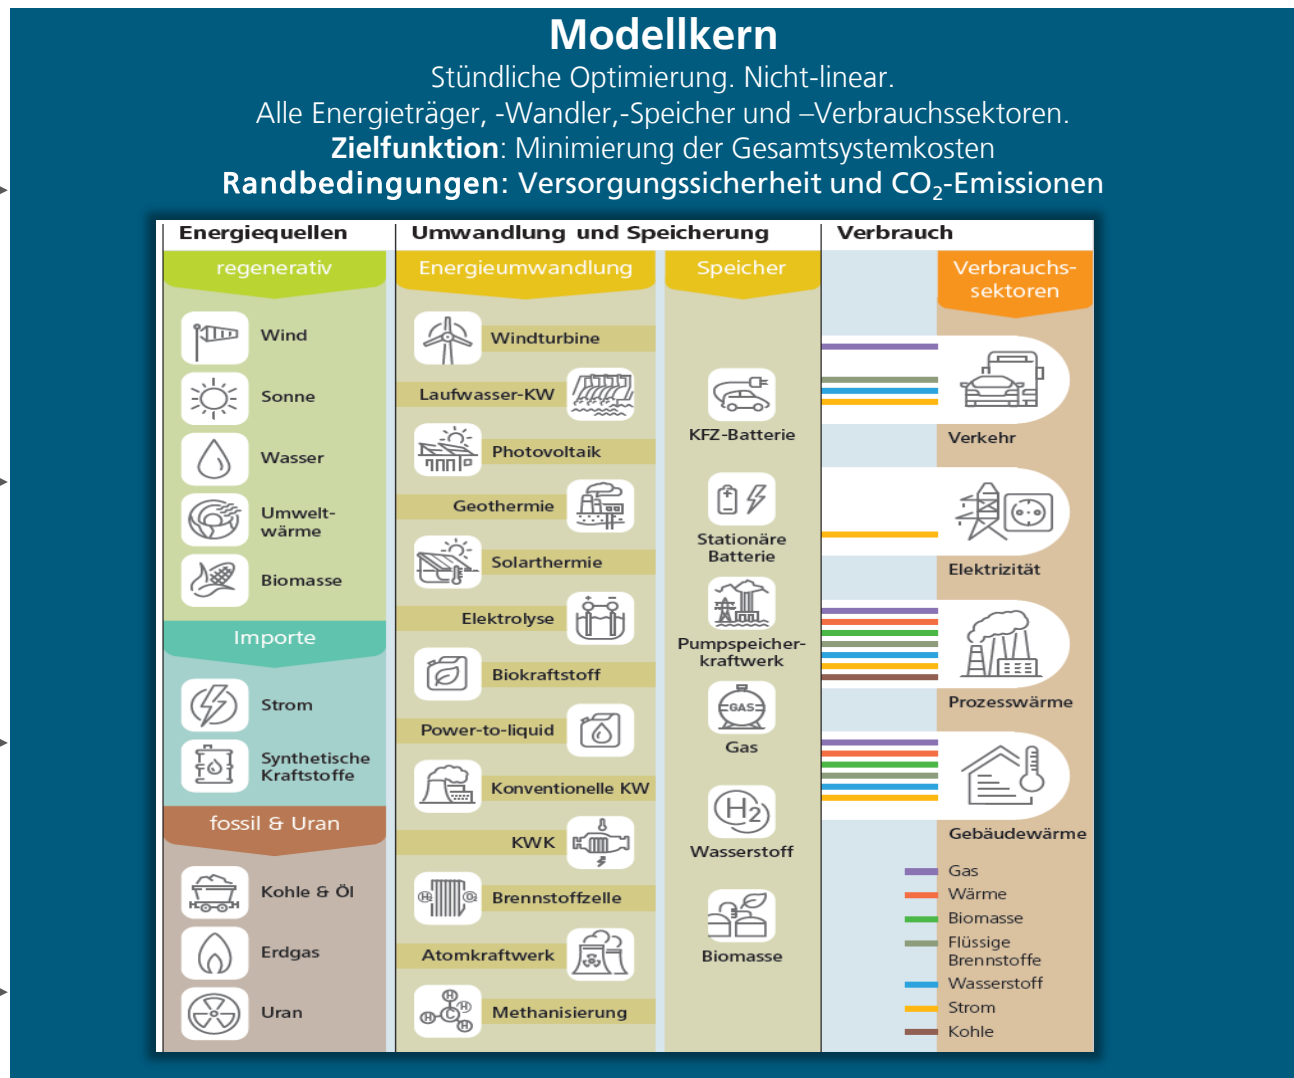 Modellkern
Stündliche Optimierung. Nicht-linear.
Alle Energieträger, -Wandler,-Speicher und –Verbrauchssektoren.
Zielfunktion: Minimierung der Gesamtsystemkosten
Randbedingungen: Versorgungssicherheit und CO₂-Emissionen
Energiequellen
regenerativ
Wind
Sonne
Wasser
Umwelt-
wärme
Biomasse
Importe
Strom
Synthetische
Kraftstoffe
fossil & Uran
Kohle & Öl
Erdgas
Uran
Umwandlung und Speicherung
Energieumwandlung
Windturbine
Laufwasser-KW
Photovoltaik
Geothermie
Solarthermie
Elektrolyse
Biokraftstoff
Power-to-liquid
Konventionelle KW
KWK
H₂ O₂
Brennstoffzelle
Atomkraftwerk
H
H C H
H
Methanisierung
Speicher
KFZ-Batterie
Stationäre
Batterie
Pumpspeicher-
kraftwerk
GAS
Gas
H₂
Wasserstoff
Biomasse
Verbrauch
Verbrauchs-
sektoren
Verkehr
Elektrizität
Prozesswärme
Gebäudewärme
Gas
Wärme
Biomasse
Flüssige
Brennstoffe
Wasserstoff
Strom
Kohle